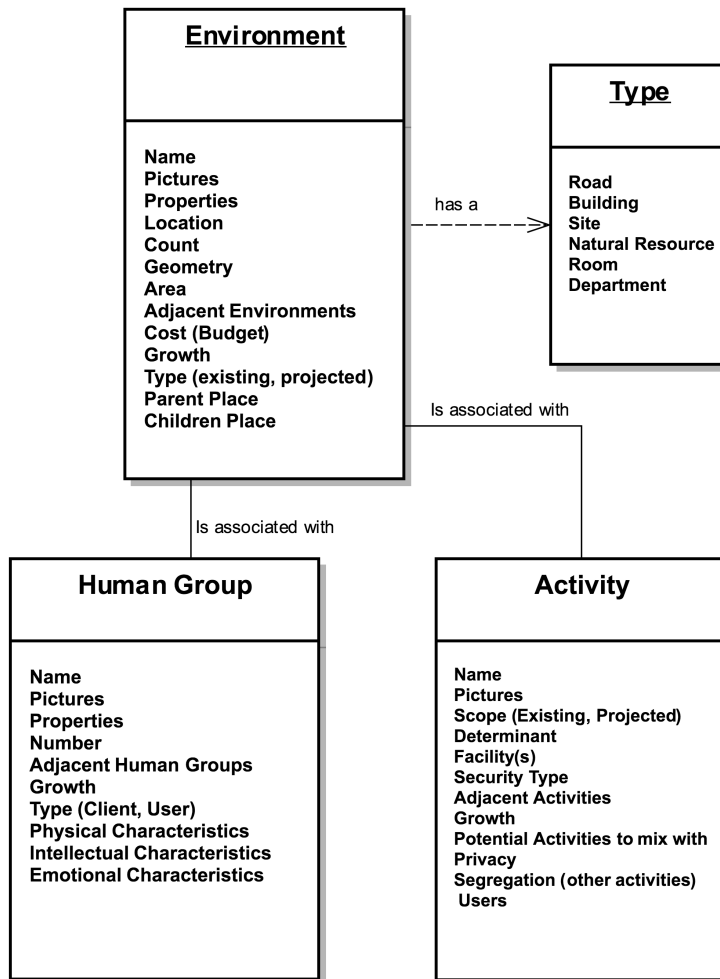 Environment
Name
Pictures
Properties
Location
Count
Geometry
Area
Adjacent Environments
Cost (Budget)
Growth
Type (existing, projected)
Parent Place
Children Place
has a
Type
Road
Building
Site
Natural Resource
Room
Department
Is associated with
Is associated with
Human Group
Name
Pictures
Properties
Number
Adjacent Human Groups
Growth
Type (Client, User)
Physical Characteristics
Intellectual Characteristics
Emotional Characteristics
Activity
Name
Pictures
Scope (Existing, Projected)
Determinant
Facility(s)
Security Type
Adjacent Activities
Growth
Potential Activities to mix with
Privacy
Segregation (other activities)
Users